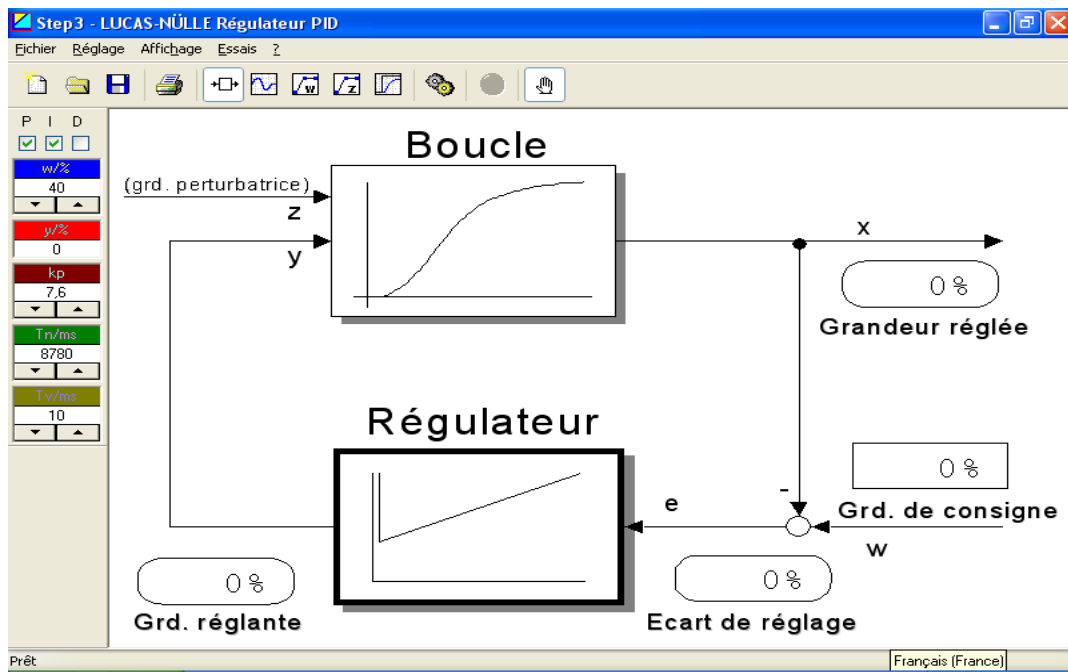 Step3 - LUCAS-NÜLLE Régulateur PID
Fichier Réglage Affichage Essais ?
P I D
w/%
40
y/%
0
kp
7,6
Tn/ms
8780
Tv/ms
10
Boucle
(grd. perturbatrice)
z
y
x
0 %
Grandeur réglée
Régulateur
0 %
-
Grd. de consigne
e
w
0 %
Grd. réglante
0 %
Ecart de réglage
Prêt
Français (France)